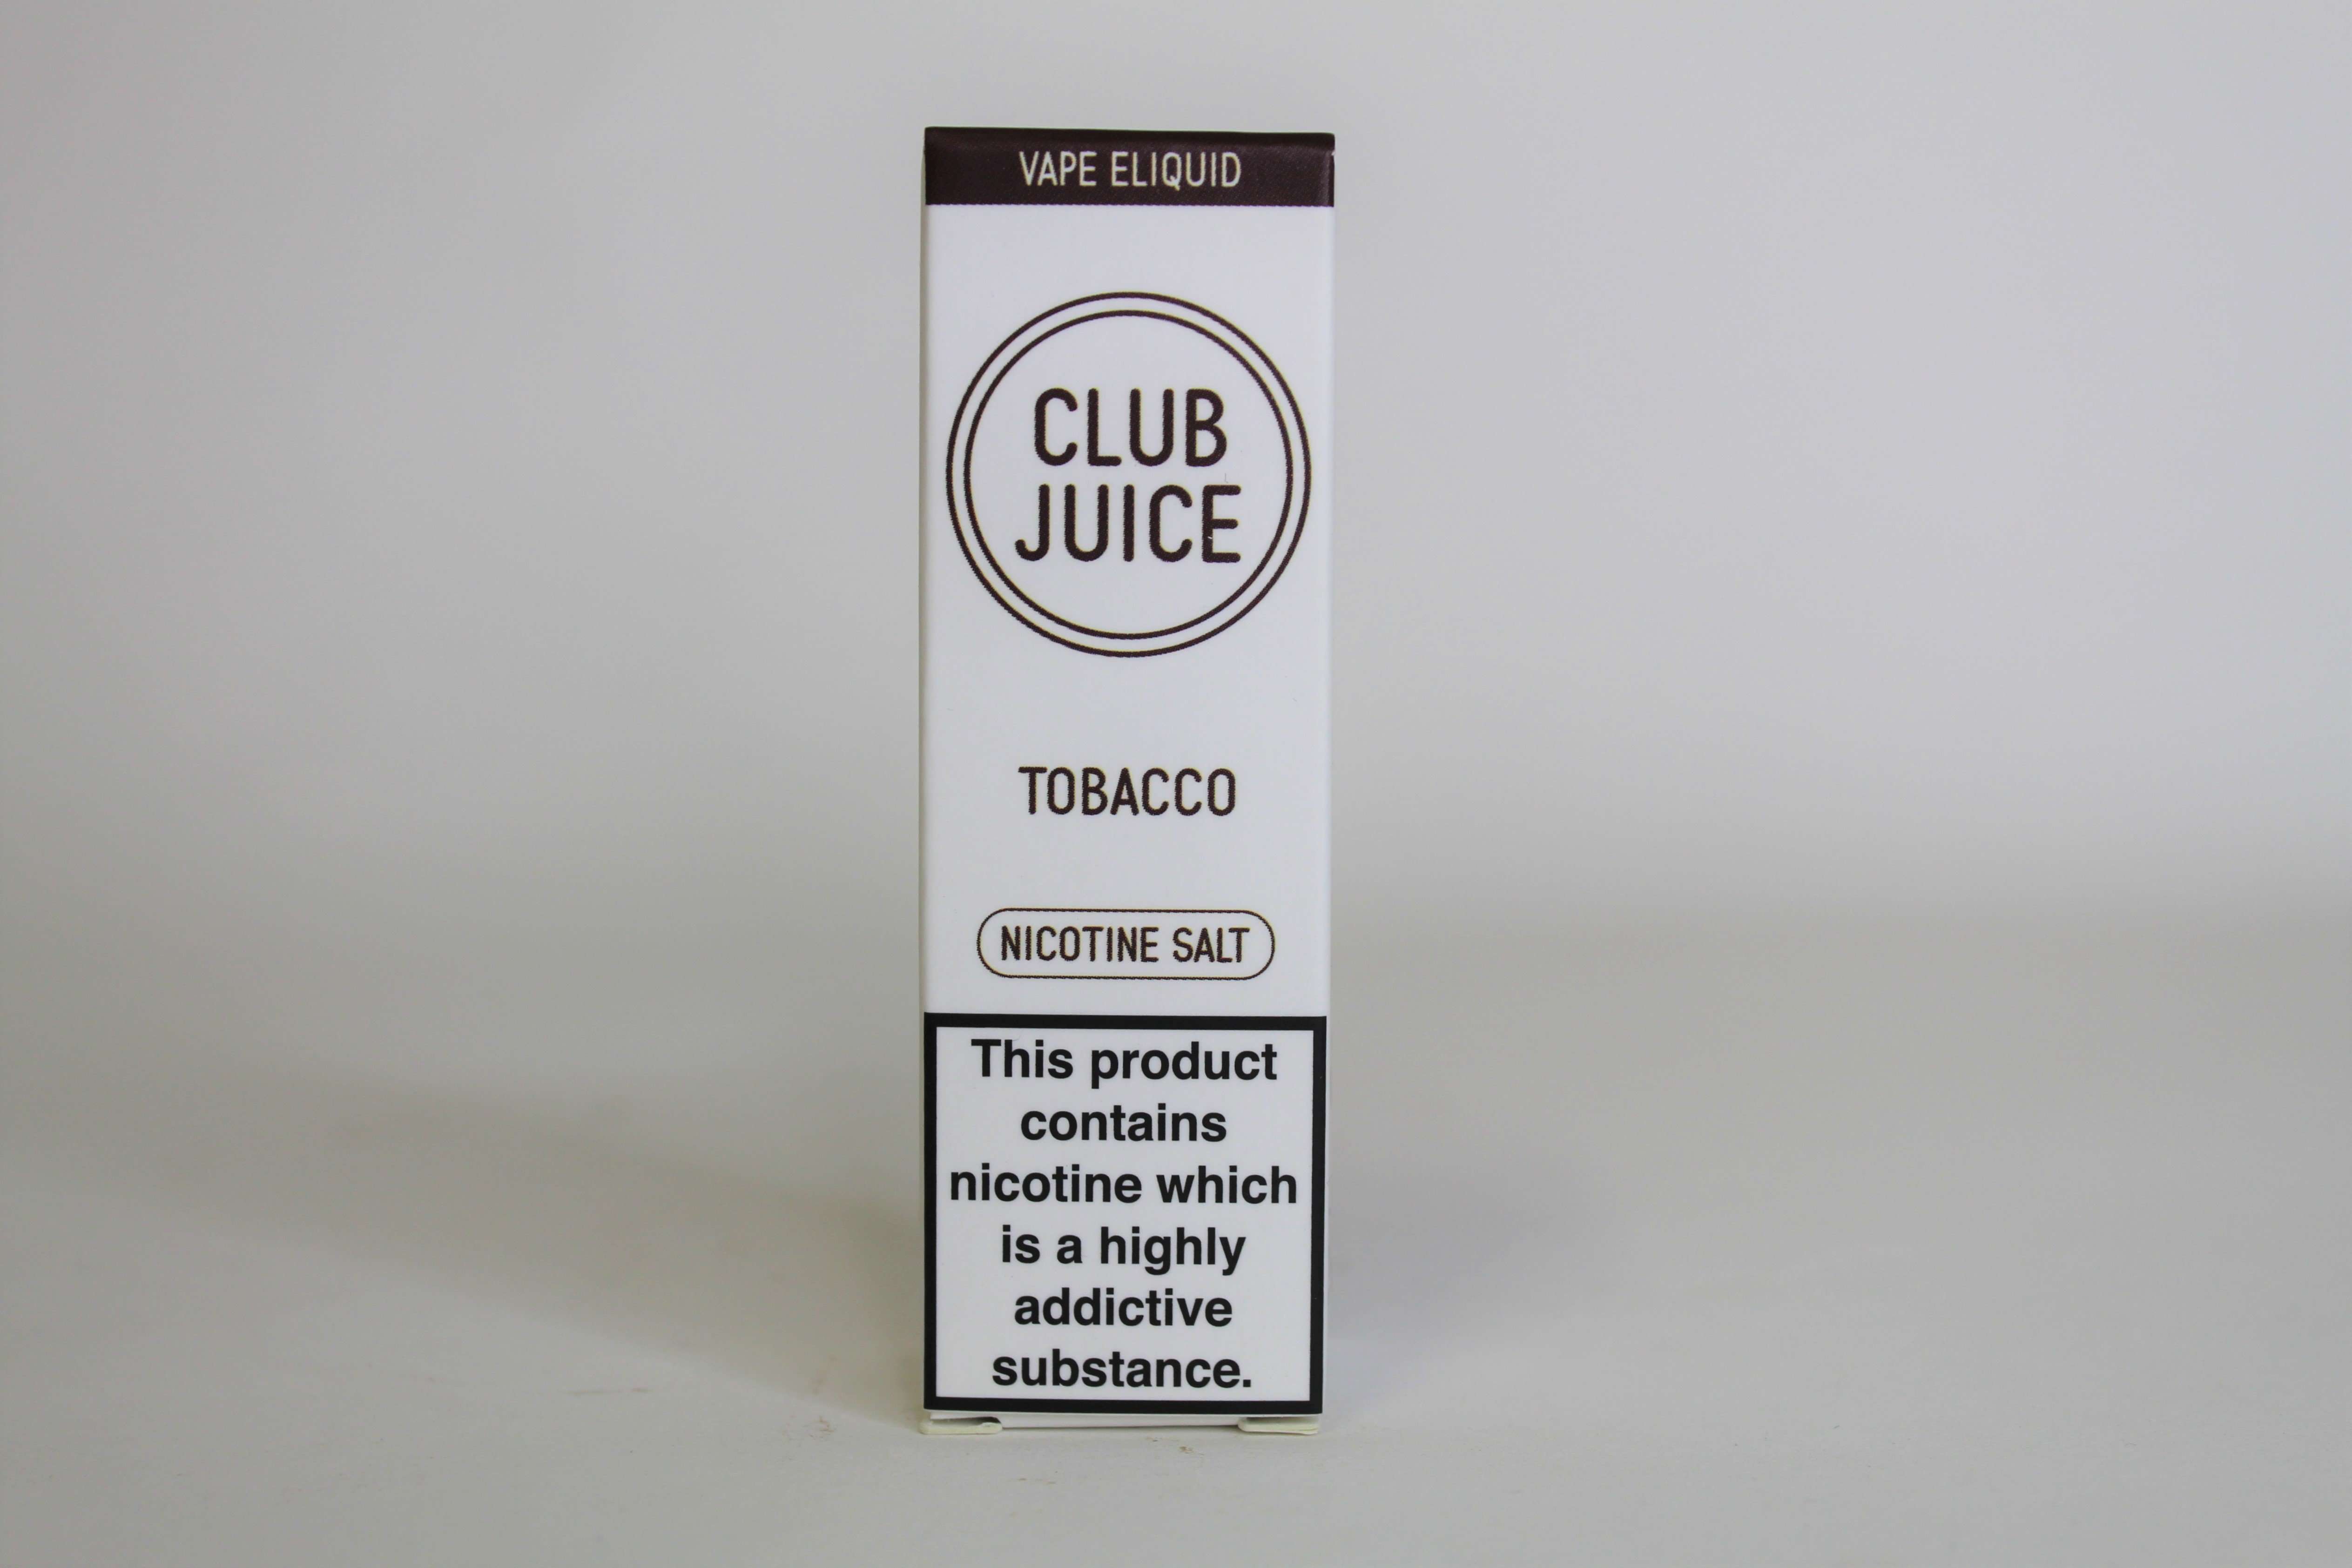 VAPE ELIQUID
CLUB
JUICE
TOBACCO
NICOTINE SALT
This product
contains
nicotine which
is a highly
addictive
substance.